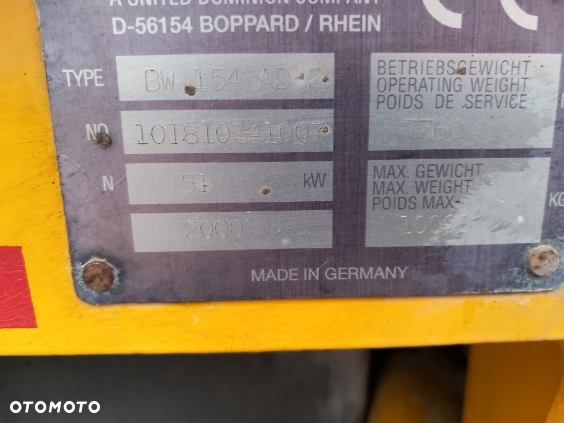 A UNITED DOMINION COMPANY
D-56154 BOPPARD / RHEIN
TYPE BW 154 AD-2
BETRIEBSGEWICHT
OPERATING WEIGHT
POIDS DE SERVICE
NO
MAX. GEWICHT
MAX. WEIGHT
POIDS MAX.
N 51 kW
KG
2000
MADE IN GERMANY
OTOMOTO